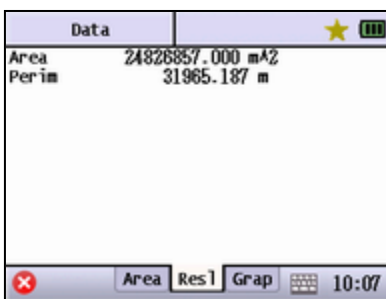 Data
Area 24826857.000 m^2
Perim 31965.187 m
Area Resl Grap 10:07